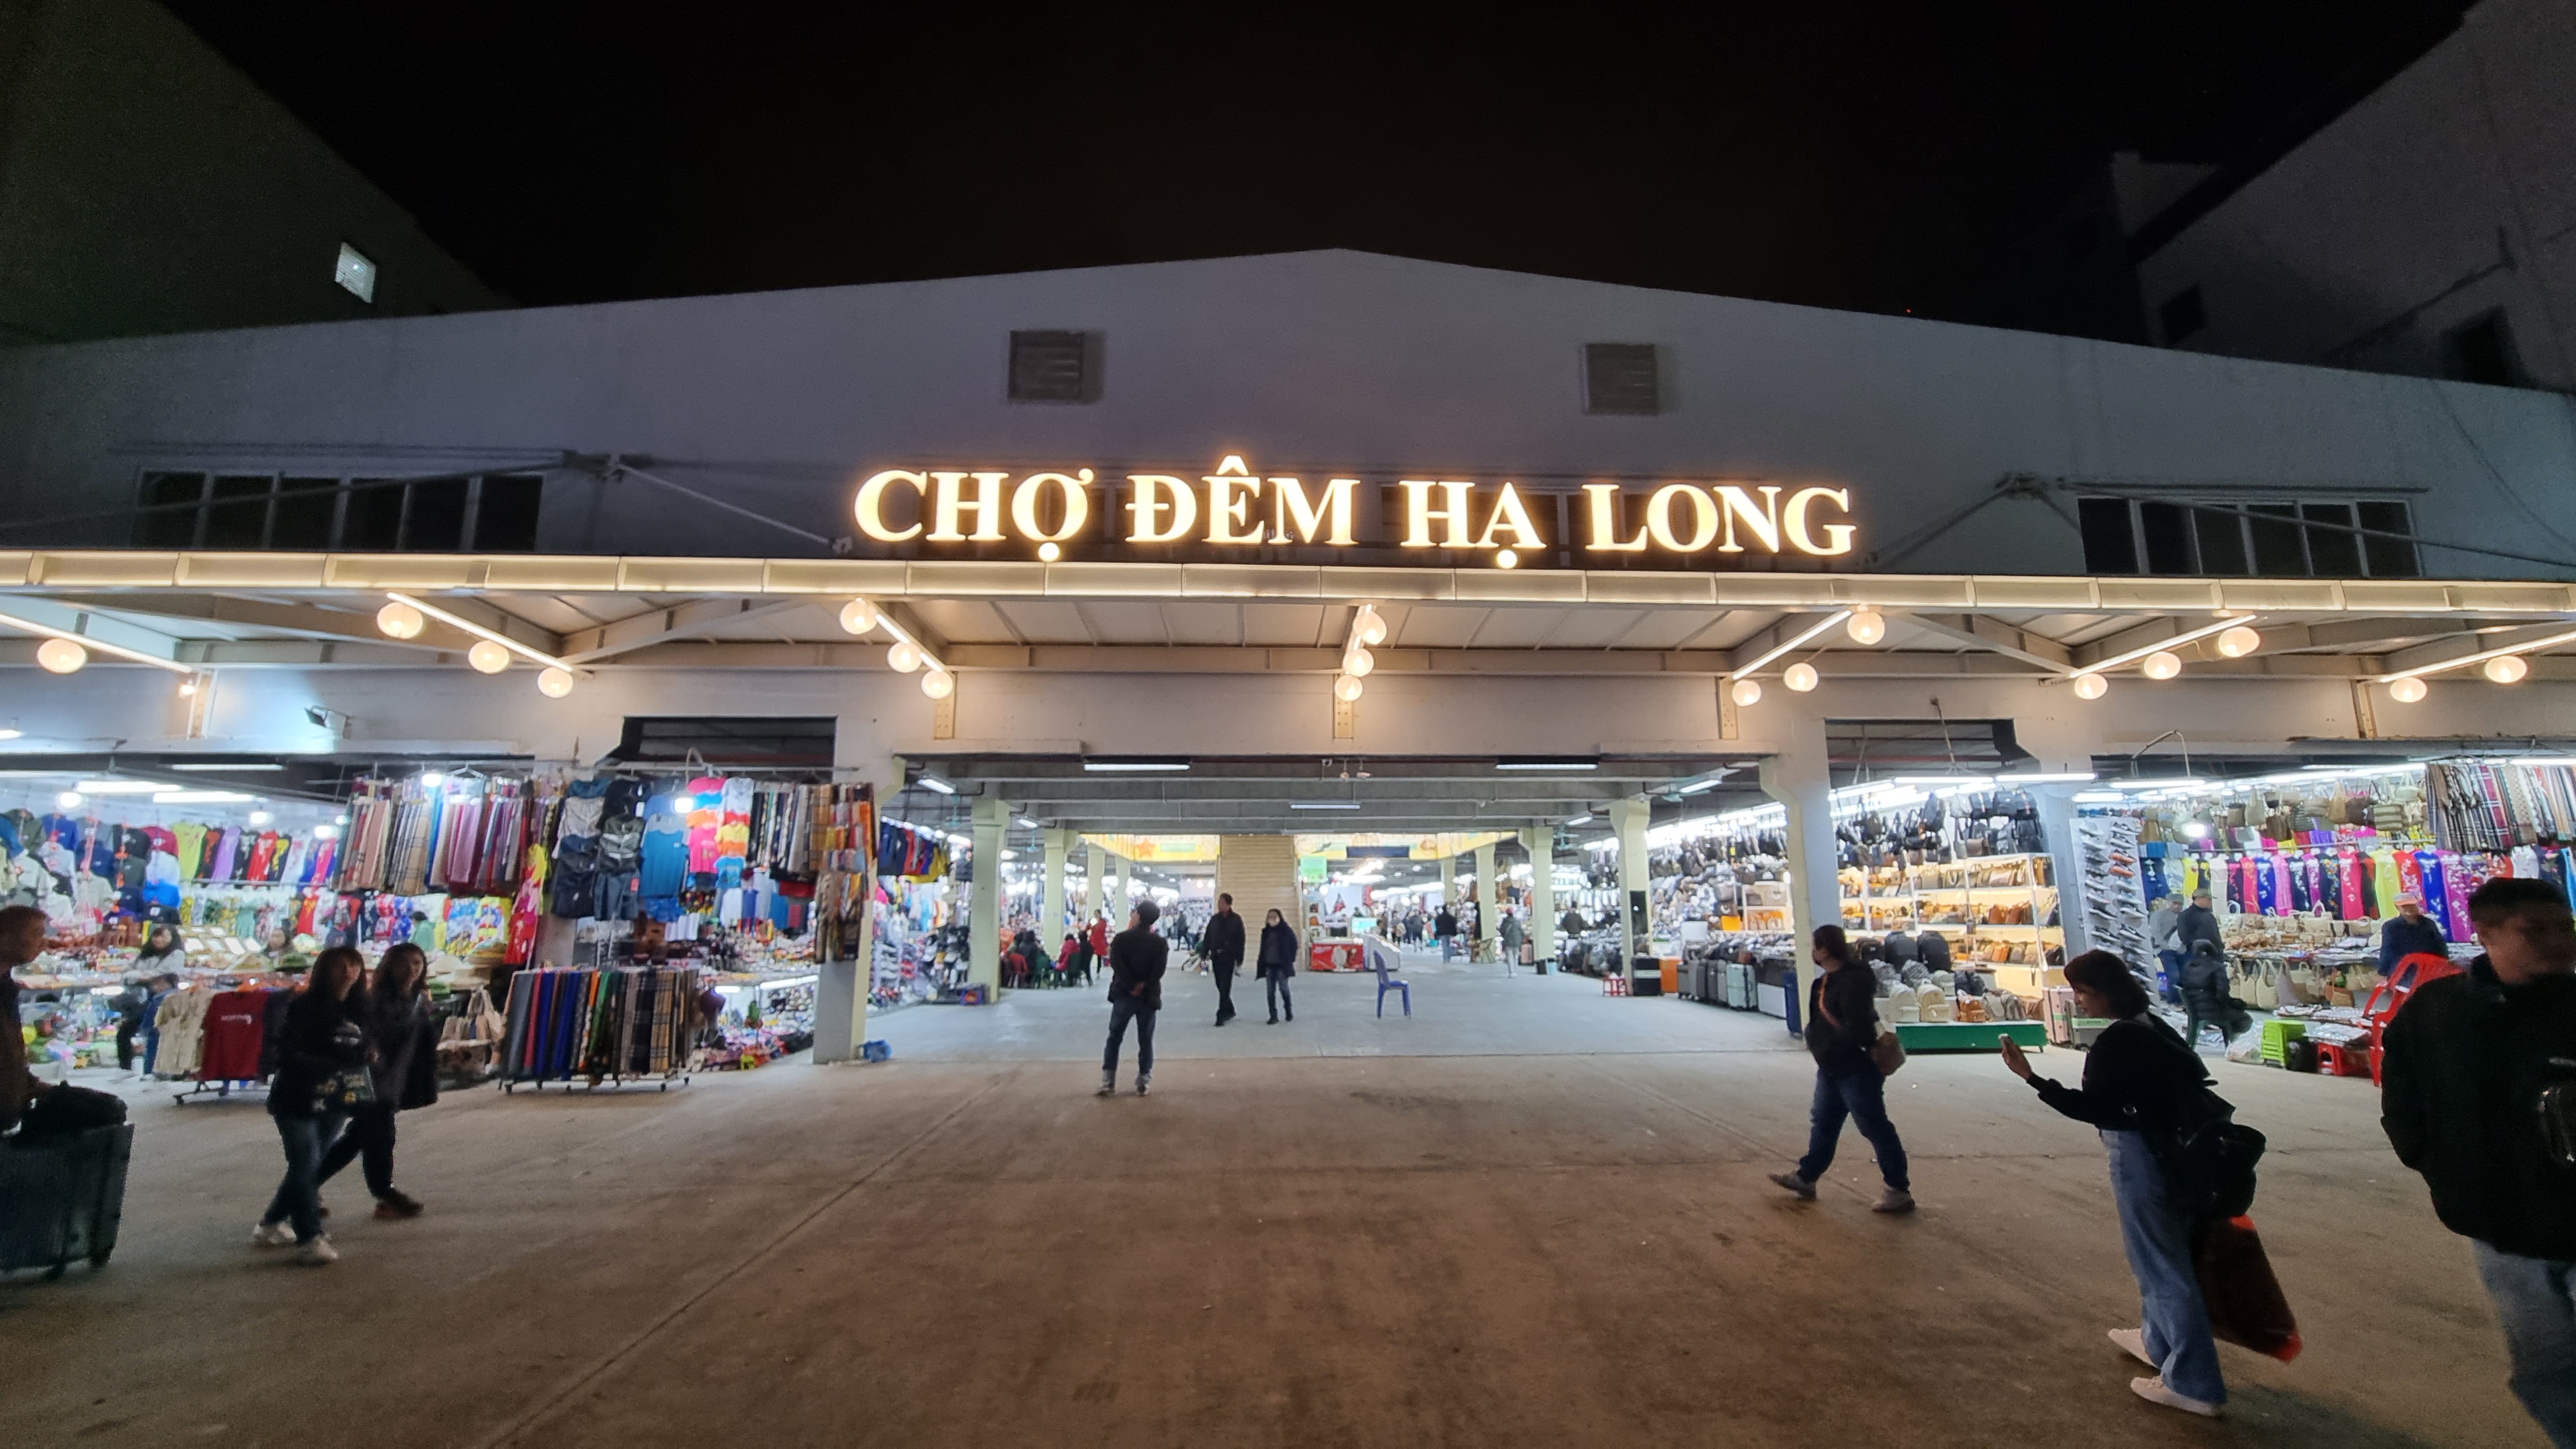 CHỢ ĐÊM HẠ LONG